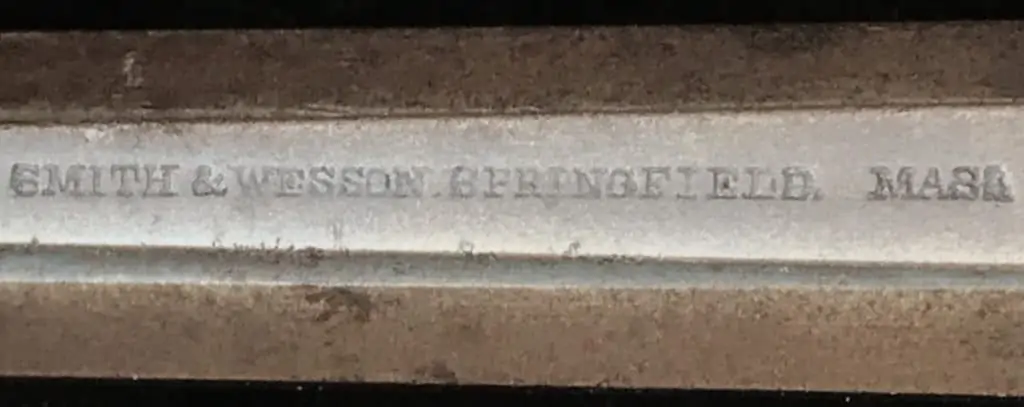 SMITH & WESSON. SPRINGFIELD. MASS